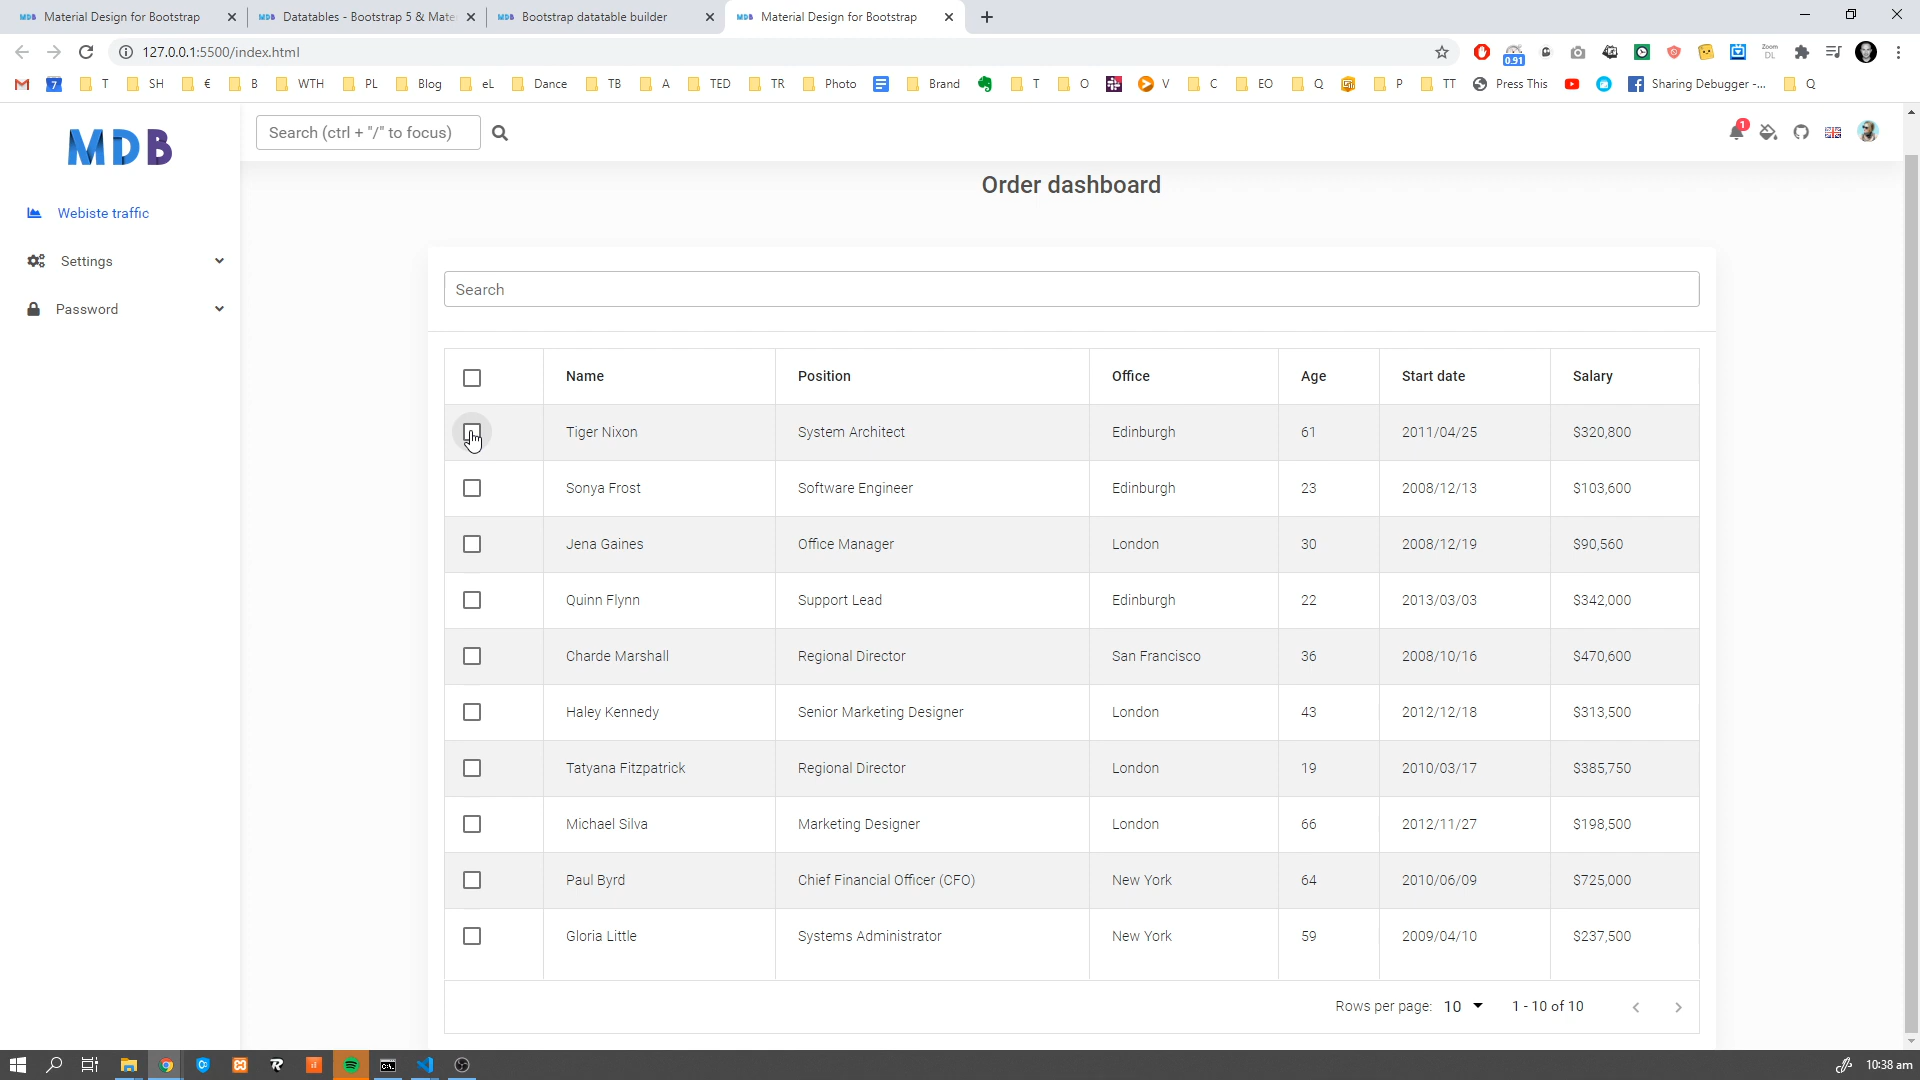 Material Design for Bootstrap
Datatables - Bootstrap 5 & Mate
Bootstrap datatable builder
Material Design for Bootstrap
127.0.0.1:5500/index.html
0.91
Zoom
DL
7
T
SH
€
B
WTH
PL
Blog
eL
Dance
TB
A
TED
TR
Photo
Brand
T
O
V
C
EO
Q
P
TT
Press This
Sharing Debugger -...
Q
MDB
Search (ctrl + "/" to focus)
1
Webiste traffic
Settings
Password
Order dashboard
Search
Name Position Office Age Start date Salary
Tiger Nixon System Architect Edinburgh 61 2011/04/25 $320,800
Sonya Frost Software Engineer Edinburgh 23 2008/12/13 $103,600
Jena Gaines Office Manager London 30 2008/12/19 $90,560
Quinn Flynn Support Lead Edinburgh 22 2013/03/03 $342,000
Charde Marshall Regional Director San Francisco 36 2008/10/16 $470,600
Haley Kennedy Senior Marketing Designer London 43 2012/12/18 $313,500
Tatyana Fitzpatrick Regional Director London 19 2010/03/17 $385,750
Michael Silva Marketing Designer London 66 2012/11/27 $198,500
Paul Byrd Chief Financial Officer (CFO) New York 64 2010/06/09 $725,000
Gloria Little Systems Administrator New York 59 2009/04/10 $237,500
Rows per page: 10 1 - 10 of 10
10:38 am